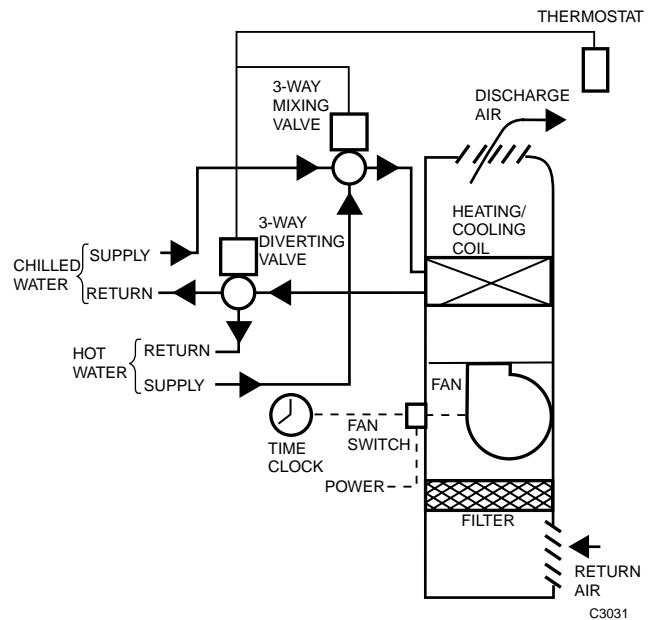 THERMOSTAT
3-WAY
MIXING
VALVE
DISCHARGE
AIR
3-WAY
DIVERTING
VALVE
HEATING/
COOLING
COIL
CHILLED
WATER
SUPPLY
RETURN
HOT
WATER
RETURN
SUPPLY
FAN
TIME
CLOCK
FAN
SWITCH
POWER
FILTER
RETURN
AIR
C3031